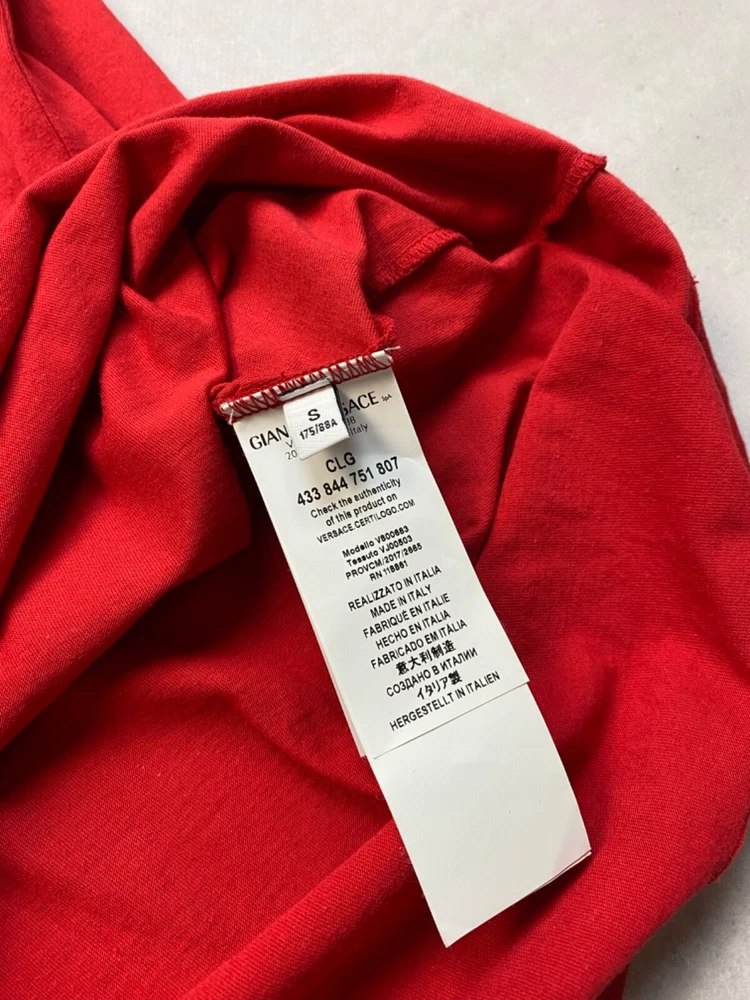 S
175/88A
GIAN SACE SpA
V
20 Italy
CLG
433 844 751 807
Check the authenticity
of this product on
VERSACE.CERTILOGO.COM
Modello V800683
Tessuto VJ00603
PROVCM/2017/2665
RN 118861
REALIZZATO IN ITALIA
MADE IN ITALY
FABRIQUÉ EN ITALIE
HECHO EN ITALIA
FABRICADO EM ITÁLIA
意大利制造
СОЗДАНО В ИТАЛИИ
イタリア製
HERGESTELLT IN ITALIEN